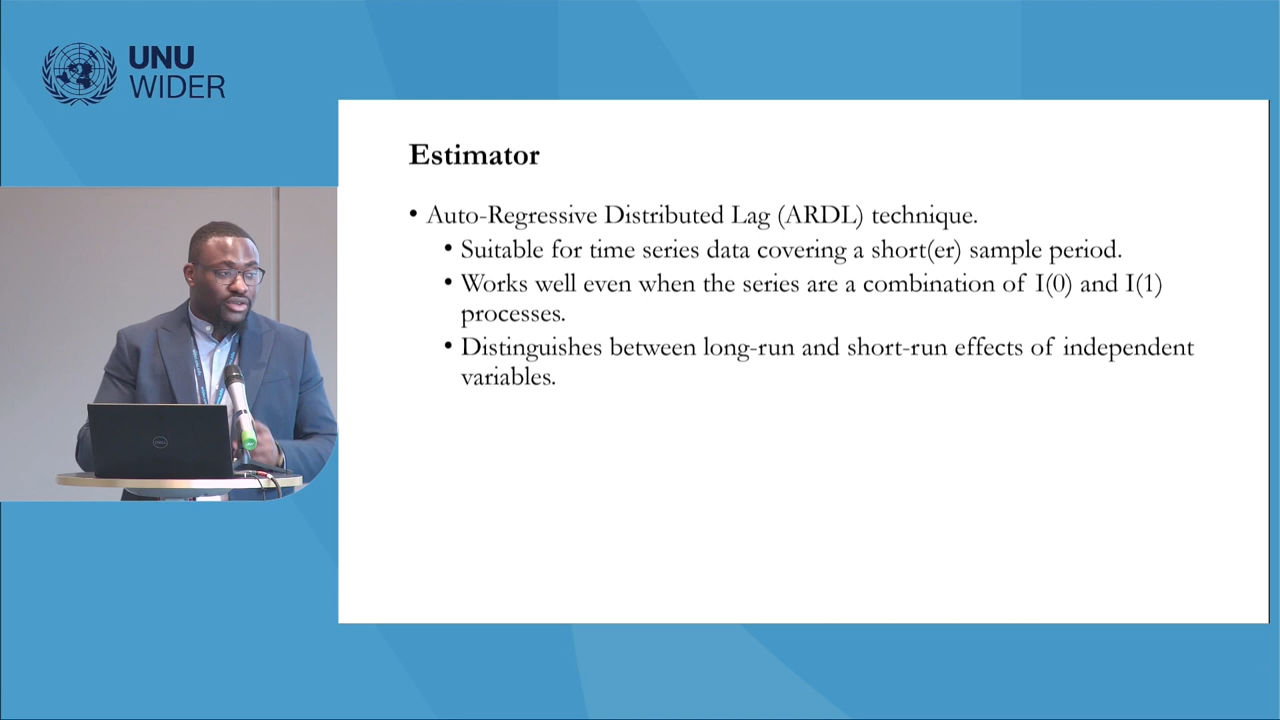 UNU
WIDER
Estimator
• Auto-Regressive Distributed Lag (ARDL) technique.
• Suitable for time series data covering a short(er) sample period.
• Works well even when the series are a combination of I(0) and I(1)
processes.
• Distinguishes between long-run and short-run effects of independent
variables.
DELL